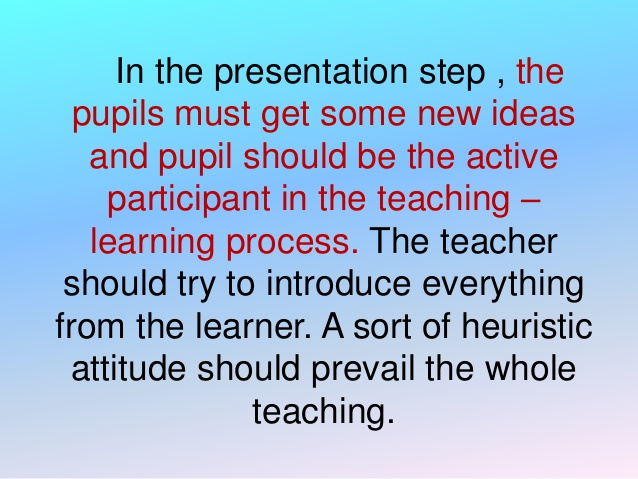 In the presentation step , the
pupils must get some new ideas
and pupil should be the active
participant in the teaching –
learning process. The teacher
should try to introduce everything
from the learner. A sort of heuristic
attitude should prevail the whole
teaching.